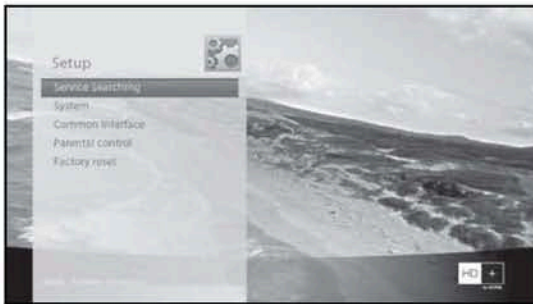 Setup
Service Searching
System
Common Interface
Parental control
Factory reset
HD +